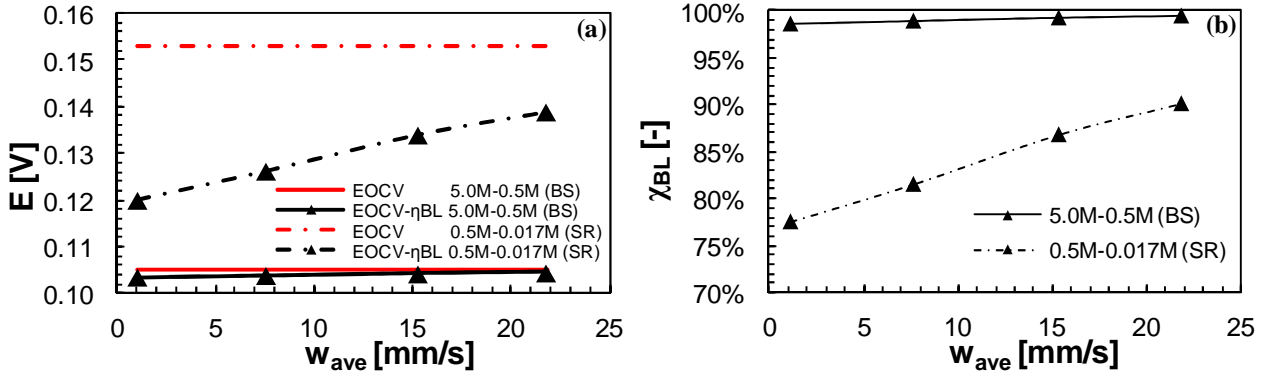 (a)
E [V]
0.16
0.15
0.14
0.13
0.12
0.11
0.10
EOCV 5.0M-0.5M (BS)
EOCV-ηBL 5.0M-0.5M (BS)
EOCV 0.5M-0.017M (SR)
EOCV-ηBL 0.5M-0.017M (SR)
0 5 10 15 20 25
wave [mm/s]
(b)
χBL [-]
100%
95%
90%
85%
80%
75%
70%
5.0M-0.5M (BS)
0.5M-0.017M (SR)
0 5 10 15 20 25
wave [mm/s]